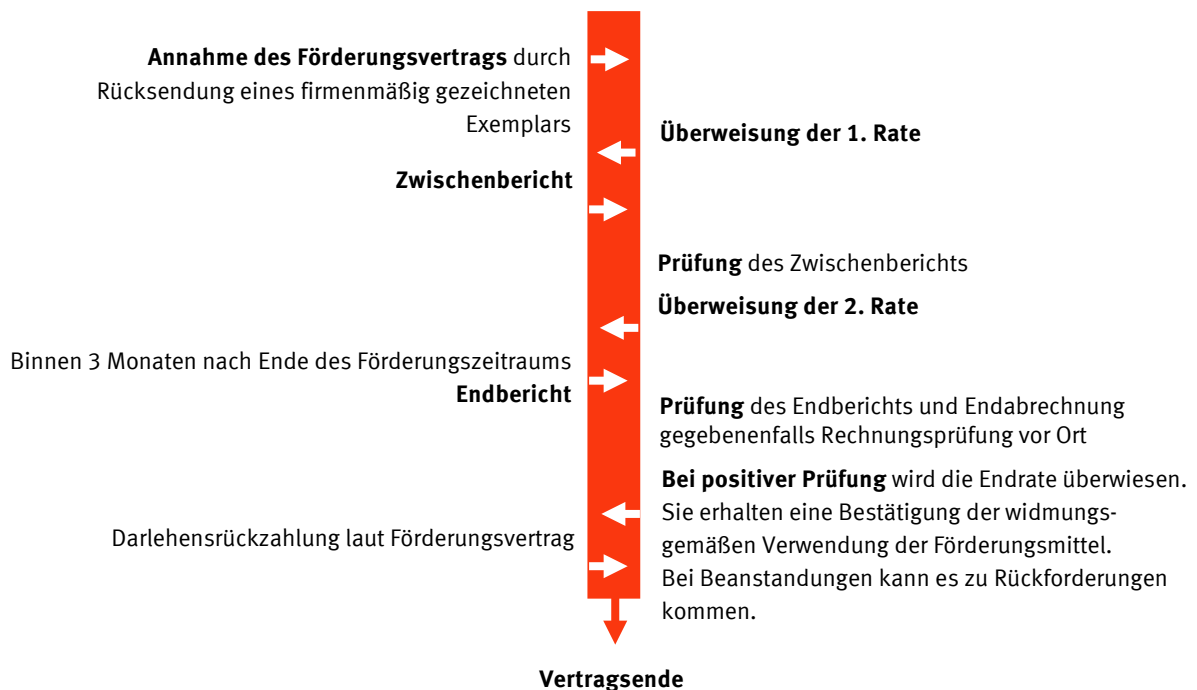 Annahme des Förderungsvertrags durch
Rücksendung eines firmenmäßig gezeichneten
Exemplars
Überweisung der 1. Rate
Zwischenbericht
Prüfung des Zwischenberichts
Überweisung der 2. Rate
Binnen 3 Monaten nach Ende des Förderungszeitraums
Endbericht
Prüfung des Endberichts und Endabrechnung
gegebenenfalls Rechnungsprüfung vor Ort
Bei positiver Prüfung wird die Endrate überwiesen.
Sie erhalten eine Bestätigung der widmungs-
gemäßen Verwendung der Förderungsmittel.
Bei Beanstandungen kann es zu Rückforderungen
kommen.
Darlehensrückzahlung laut Förderungsvertrag
Vertragsende